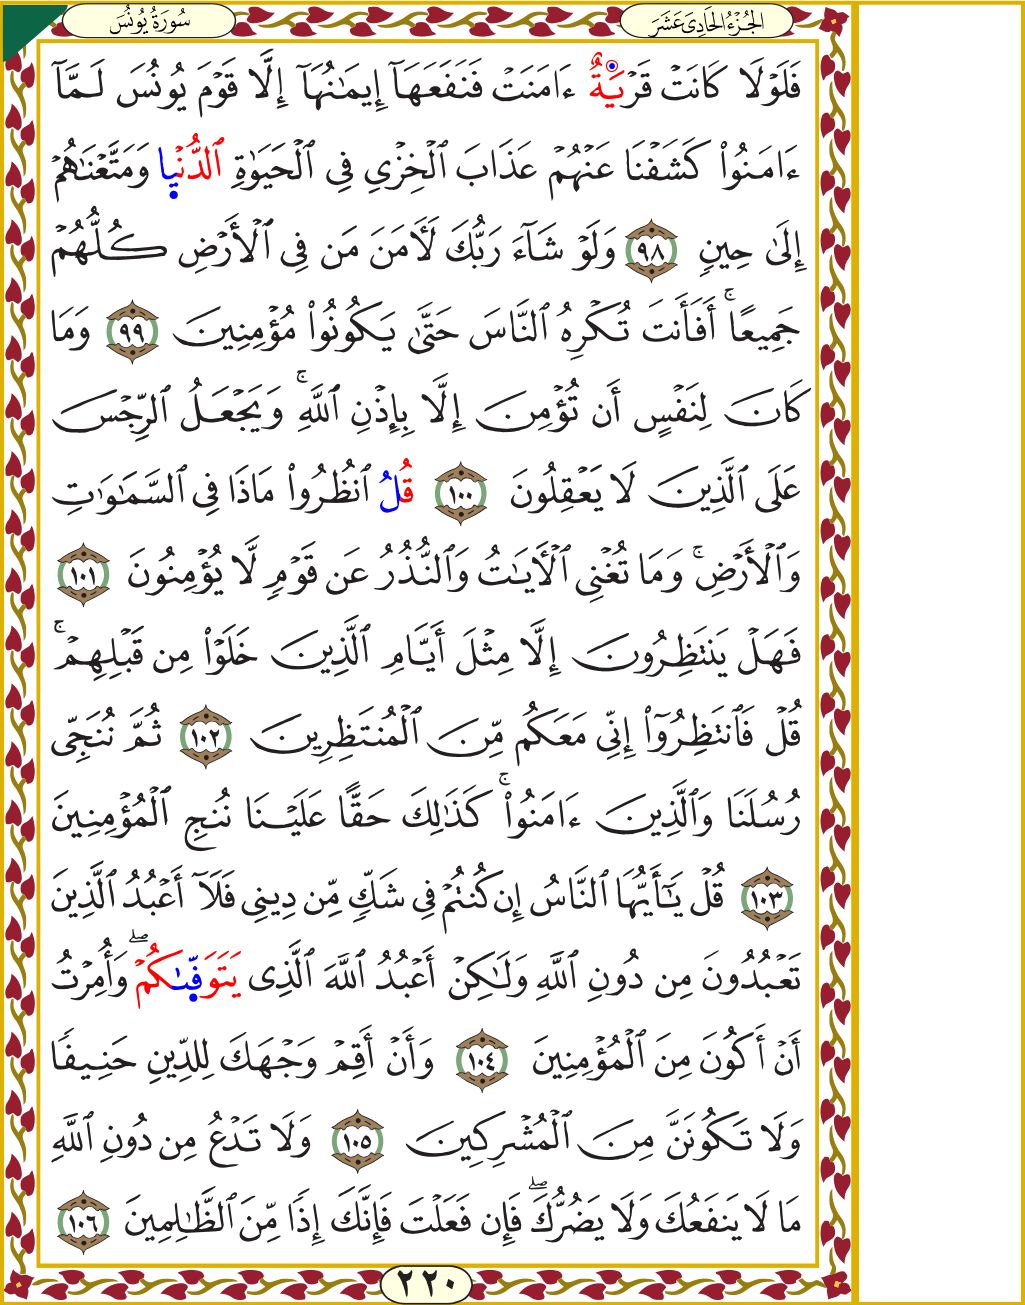 سُورَةُ يُونُسَ
الجُزْءُ الحَادِىَ عَشَرَ
فَلَوْلَا كَانَتْ قَرْيَةٌ ءَامَنَتْ فَنَفَعَهَآ إِيمَٰنُهَآ إِلَّا قَوْمَ يُونُسَ لَمَّآ
ءَامَنُوا۟ كَشَفْنَا عَنْهُمْ عَذَابَ ٱلْخِزْىِ فِى ٱلْحَيَوٰةِ ٱلدُّنْيِا وَمَتَّعْنَٰهُمْ
إِلَىٰ حِينٍ ٩٨ وَلَوْ شَآءَ رَبُّكَ لَـَٔامَنَ مَن فِى ٱلْأَرْضِ كُلُّهُمْ
جَمِيعًا ۚ أَفَأَنتَ تُكْرِهُ ٱلنَّاسَ حَتَّىٰ يَكُونُوا۟ مُؤْمِنِينَ ٩٩ وَمَا
كَانَ لِنَفْسٍ أَن تُؤْمِنَ إِلَّا بِإِذْنِ ٱللَّهِ ۚ وَيَجْعَلُ ٱلرِّجْسَ
عَلَى ٱلَّذِينَ لَا يَعْقِلُونَ ١٠٠ قُلُ ٱنظُرُوا۟ مَاذَا فِى ٱلسَّمَٰوَٰتِ
وَٱلْأَرْضِ ۚ وَمَا تُغْنِى ٱلْـَٔايَٰتُ وَٱلنُّذُرُ عَن قَوْمٍ لَّا يُؤْمِنُونَ ١٠١
فَهَلْ يَنتَظِرُونَ إِلَّا مِثْلَ أَيَّامِ ٱلَّذِينَ خَلَوْا۟ مِن قَبْلِهِمْ ۚ
قُلْ فَٱنتَظِرُوٓا۟ إِنِّى مَعَكُم مِّنَ ٱلْمُنتَظِرِينَ ١٠٢ ثُمَّ نُنَجِّى
رُسُلَنَا وَٱلَّذِينَ ءَامَنُوا۟ ۚ كَذَٰلِكَ حَقًّا عَلَيْنَا نُنجِ ٱلْمُؤْمِنِينَ
١٠٣ قُلْ يَٰٓأَيُّهَا ٱلنَّاسُ إِن كُنتُمْ فِى شَكٍّ مِّن دِينِى فَلَآ أَعْبُدُ ٱلَّذِينَ
تَعْبُدُونَ مِن دُونِ ٱللَّهِ وَلَٰكِنْ أَعْبُدُ ٱللَّهَ ٱلَّذِى يَتَوَفِّىٰكُمْ ۖ وَأُمِرْتُ
أَنْ أَكُونَ مِنَ ٱلْمُؤْمِنِينَ ١٠٤ وَأَنْ أَقِمْ وَجْهَكَ لِلدِّينِ حَنِيفًا
وَلَا تَكُونَنَّ مِنَ ٱلْمُشْرِكِينَ ١٠٥ وَلَا تَدْعُ مِن دُونِ ٱللَّهِ
مَا لَا يَنفَعُكَ وَلَا يَضُرُّكَ ۖ فَإِن فَعَلْتَ فَإِنَّكَ إِذًا مِّنَ ٱلظَّٰلِمِينَ ١٠٦
٢٢٠